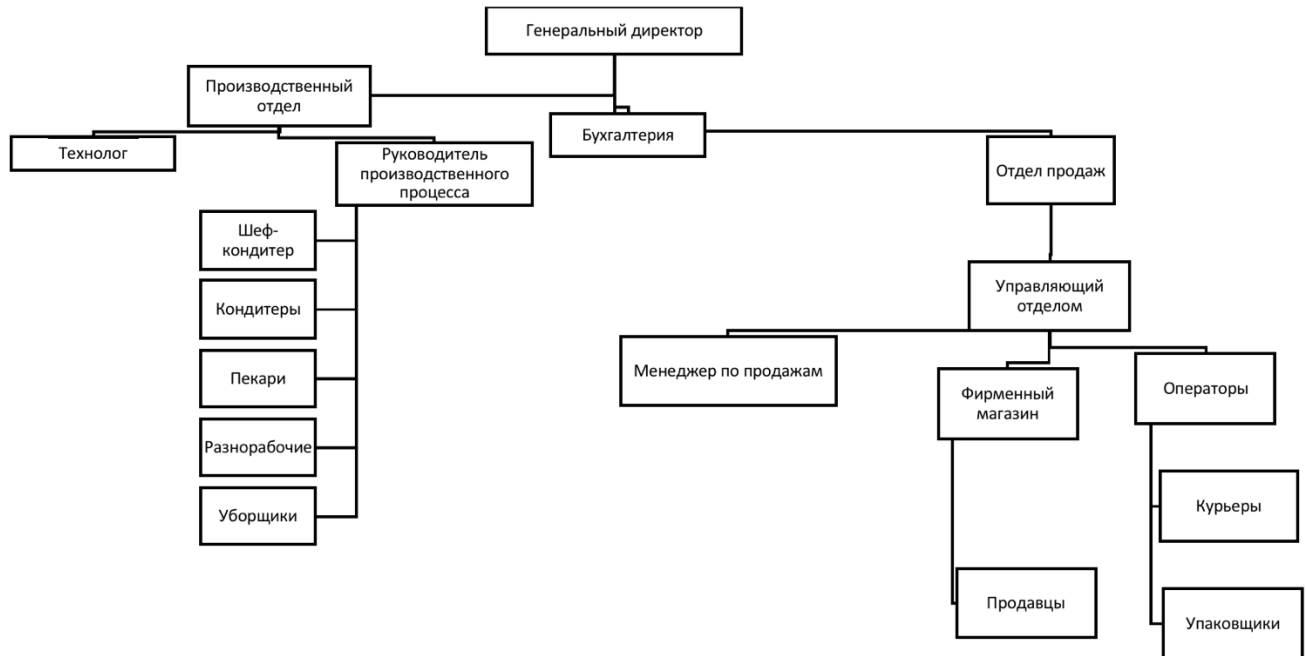 Генеральный директор
Производственный
отдел
Бухгалтерия
Технолог
Руководитель
производственного
процесса
Отдел продаж
Шеф-
кондитер
Кондитеры
Пекари
Разнорабочие
Уборщики
Управляющий
отделом
Менеджер по продажам
Фирменный
магазин
Операторы
Курьеры
Продавцы
Упаковщики